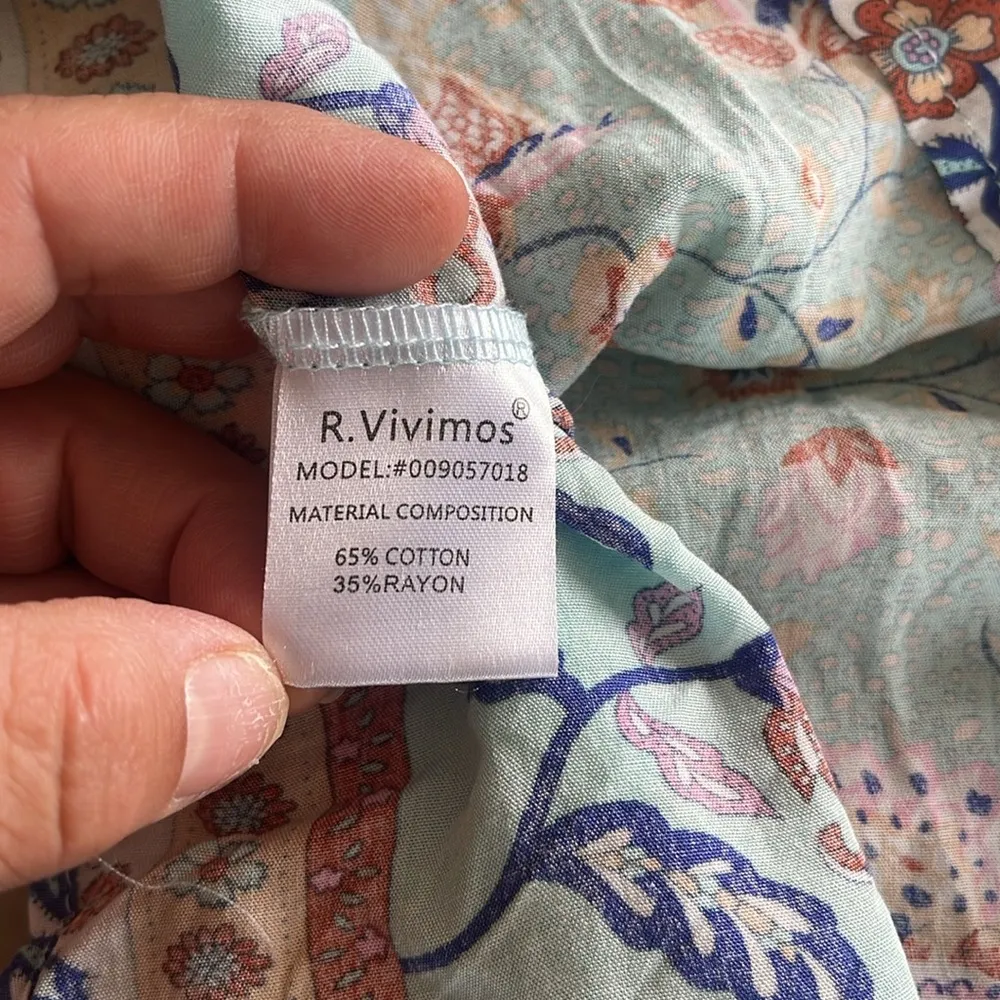 R.Vivimos®
MODEL:#009057018
MATERIAL COMPOSITION
65% COTTON
35%RAYON